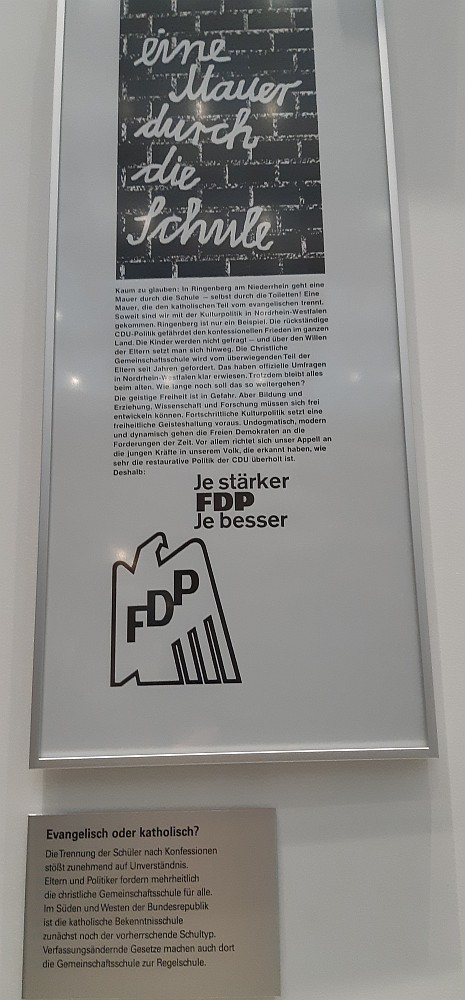 eine
Mauer
durch
die
Schule
Kaum zu glauben: In Ringenberg am Niederrhein geht eine
Mauer durch die Schule – selbst durch die Toiletten! Eine
Mauer, die den katholischen Teil vom evangelischen trennt.
Soweit sind wir mit der Kulturpolitik in Nordrhein-Westfalen
gekommen. Ringenberg ist nur ein Beispiel. Die rückständige
CDU-Politik gefährdet den konfessionellen Frieden im ganzen
Land. Die Kinder werden nicht gefragt – und über den Willen
der Eltern setzt man sich hinweg. Die Christliche
Gemeinschaftsschule wird vom überwiegenden Teil der
Eltern seit Jahren gefordert. Das haben offizielle Umfragen
in Nordrhein-Westfalen klar erwiesen. Trotzdem bleibt alles
beim alten. Wie lange noch soll das so weitergehen?
Die geistige Freiheit ist in Gefahr. Aber Bildung und
Erziehung, Wissenschaft und Forschung müssen sich frei
entwickeln können. Fortschrittliche Kulturpolitik setzt eine
freiheitliche Geisteshaltung voraus. Undogmatisch, modern
und dynamisch gehen die Freien Demokraten an die
Forderungen der Zeit. Vor allem richtet sich unser Appell an
die jungen Kräfte in unserem Volk, die erkannt haben, wie
sehr die restaurative Politik der CDU überholt ist.
Deshalb:
Je stärker
FDP
Je besser
FDP
Evangelisch oder katholisch?
Die Trennung der Schüler nach Konfessionen
stößt zunehmend auf Unverständnis.
Eltern und Politiker fordern mehrheitlich
die christliche Gemeinschaftsschule für alle.
Im Süden und Westen der Bundesrepublik
ist die katholische Bekenntnisschule
zunächst noch der vorherrschende Schultyp.
Verfassungsändernde Gesetze machen auch dort
die Gemeinschaftsschule zur Regelschule.